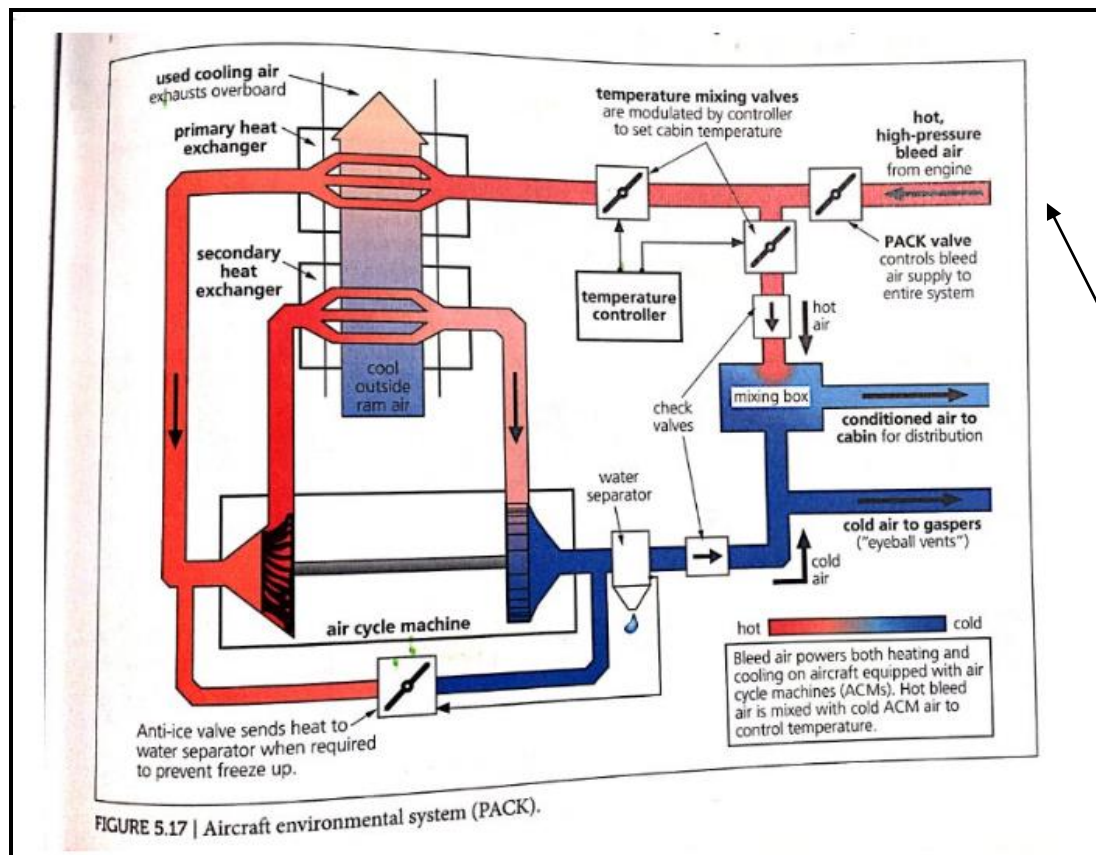 used cooling air
exhausts overboard
primary heat
exchanger
secondary
heat
exchanger
cool
outside
ram air
temperature mixing valves
are modulated by controller
to set cabin temperature
hot,
high-pressure
bleed air
from engine
PACK valve
controls bleed
air supply to
entire system
temperature
controller
hot
air
mixing box
check
valves
conditioned air to
cabin for distribution
water
separator
cold air to gaspers
("eyeball vents")
cold
air
air cycle machine
hot
cold
Bleed air powers both heating and
cooling on aircraft equipped with air
cycle machines (ACMs). Hot bleed
air is mixed with cold ACM air to
control temperature.
Anti-ice valve sends heat to
water separator when required
to prevent freeze up.
FIGURE 5.17 | Aircraft environmental system (PACK).